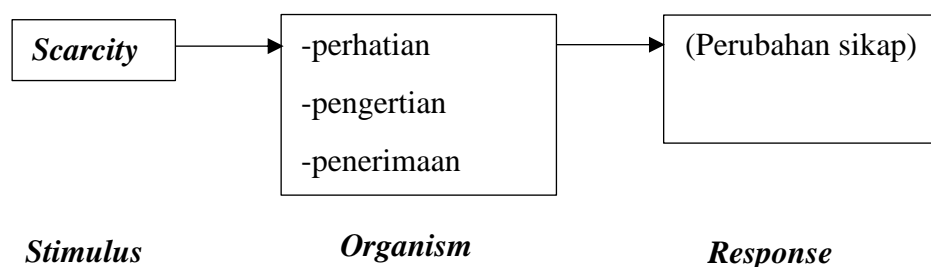 Scarcity
-perhatian
-pengertian
-penerimaan
(Perubahan sikap)
Stimulus
Organism
Response